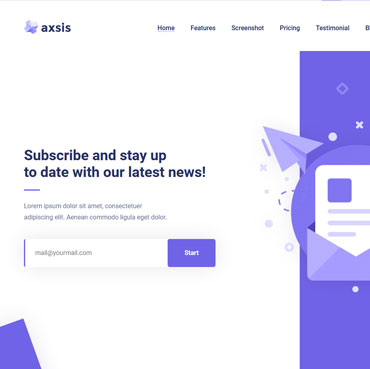 axsis
Home Features Screenshot Pricing Testimonial
Subscribe and stay up
to date with our latest news!
Lorem ipsum dolor sit amet, consectetuer
adipiscing elit. Aenean commodo ligula eget dolor.
mail@yourmail.com Start